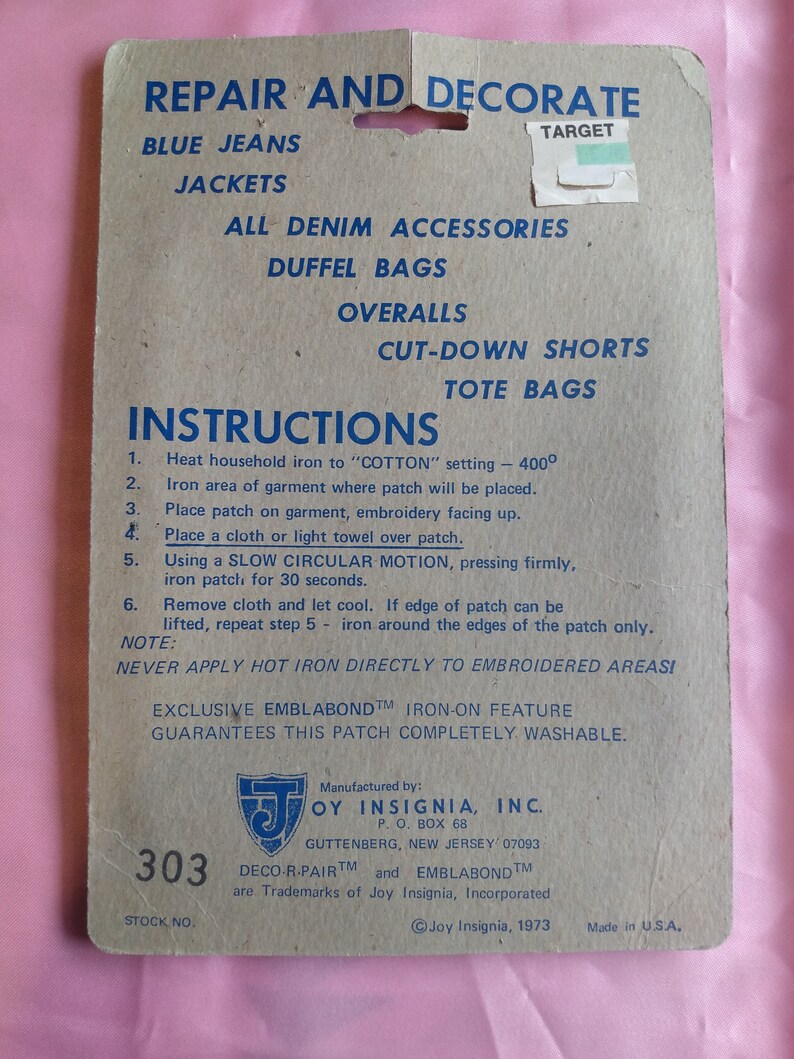 REPAIR AND DECORATE
TARGET
BLUE JEANS
JACKETS
ALL DENIM ACCESSORIES
DUFFEL BAGS
OVERALLS
CUT-DOWN SHORTS
TOTE BAGS
INSTRUCTIONS
1. Heat household iron to "COTTON" setting — 400°
2. Iron area of garment where patch will be placed.
3. Place patch on garment, embroidery facing up.
4. Place a cloth or light towel over patch.
5. Using a SLOW CIRCULAR MOTION, pressing firmly,
iron patch for 30 seconds.
6. Remove cloth and let cool. If edge of patch can be
lifted, repeat step 5 - iron around the edges of the patch only.
NOTE:
NEVER APPLY HOT IRON DIRECTLY TO EMBROIDERED AREAS!
EXCLUSIVE EMBLABOND™ IRON-ON FEATURE
GUARANTEES THIS PATCH COMPLETELY WASHABLE.
Manufactured by:
JOY INSIGNIA, INC.
P. O. BOX 68
GUTTENBERG, NEW JERSEY 07093
303
DECO-R-PAIR™ and EMBLABOND™
are Trademarks of Joy Insignia, Incorporated
STOCK NO.
©Joy Insignia, 1973
Made in U.S.A.